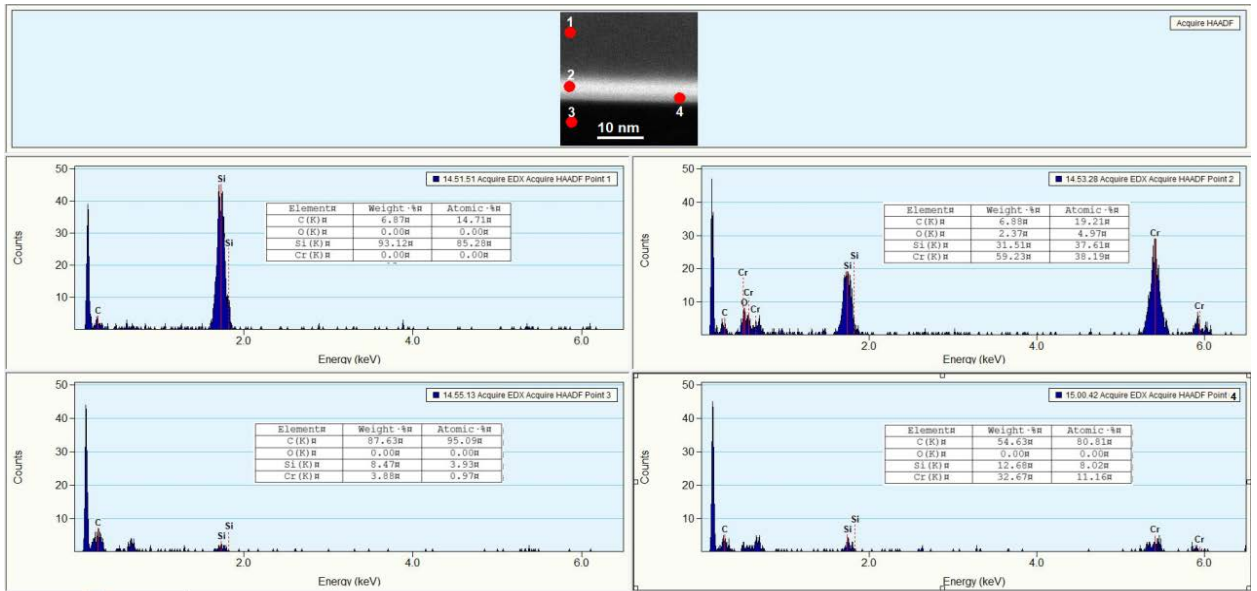 Acquire HAADF
1
2
3
4
10 nm
14.51.51 Acquire EDX Acquire HAADF Point 1
50
40
30
20
10
Counts
Si
Si
C
Element¤ Weight·%¤ Atomic·%¤
C(K)¤ 6.87¤ 14.71¤
O(K)¤ 0.00¤ 0.00¤
Si(K)¤ 93.12¤ 85.28¤
Cr(K)¤ 0.00¤ 0.00¤
2.0 4.0 6.0
Energy (keV)
14.53.28 Acquire EDX Acquire HAADF Point 2
50
40
30
20
10
Counts
C
Cr
O
Cr
Cr
Si
Si
Cr
Cr
Element¤ Weight·%¤ Atomic·%¤
C(K)¤ 6.88¤ 19.21¤
O(K)¤ 2.37¤ 4.97¤
Si(K)¤ 31.51¤ 37.61¤
Cr(K)¤ 59.23¤ 38.19¤
2.0 4.0 6.0
Energy (keV)
14.55.13 Acquire EDX Acquire HAADF Point 3
50
40
30
20
10
Counts
C
Si
Si
Element¤ Weight·%¤ Atomic·%¤
C(K)¤ 87.63¤ 95.09¤
O(K)¤ 0.00¤ 0.00¤
Si(K)¤ 8.47¤ 3.93¤
Cr(K)¤ 3.88¤ 0.97¤
2.0 4.0 6.0
Energy (keV)
15.00.42 Acquire EDX Acquire HAADF Point 4
50
40
30
20
10
Counts
C
Si
Si
Cr
Cr
Element¤ Weight·%¤ Atomic·%¤
C(K)¤ 54.63¤ 80.81¤
O(K)¤ 0.00¤ 0.00¤
Si(K)¤ 12.68¤ 8.02¤
Cr(K)¤ 32.67¤ 11.16¤
2.0 4.0 6.0
Energy (keV)